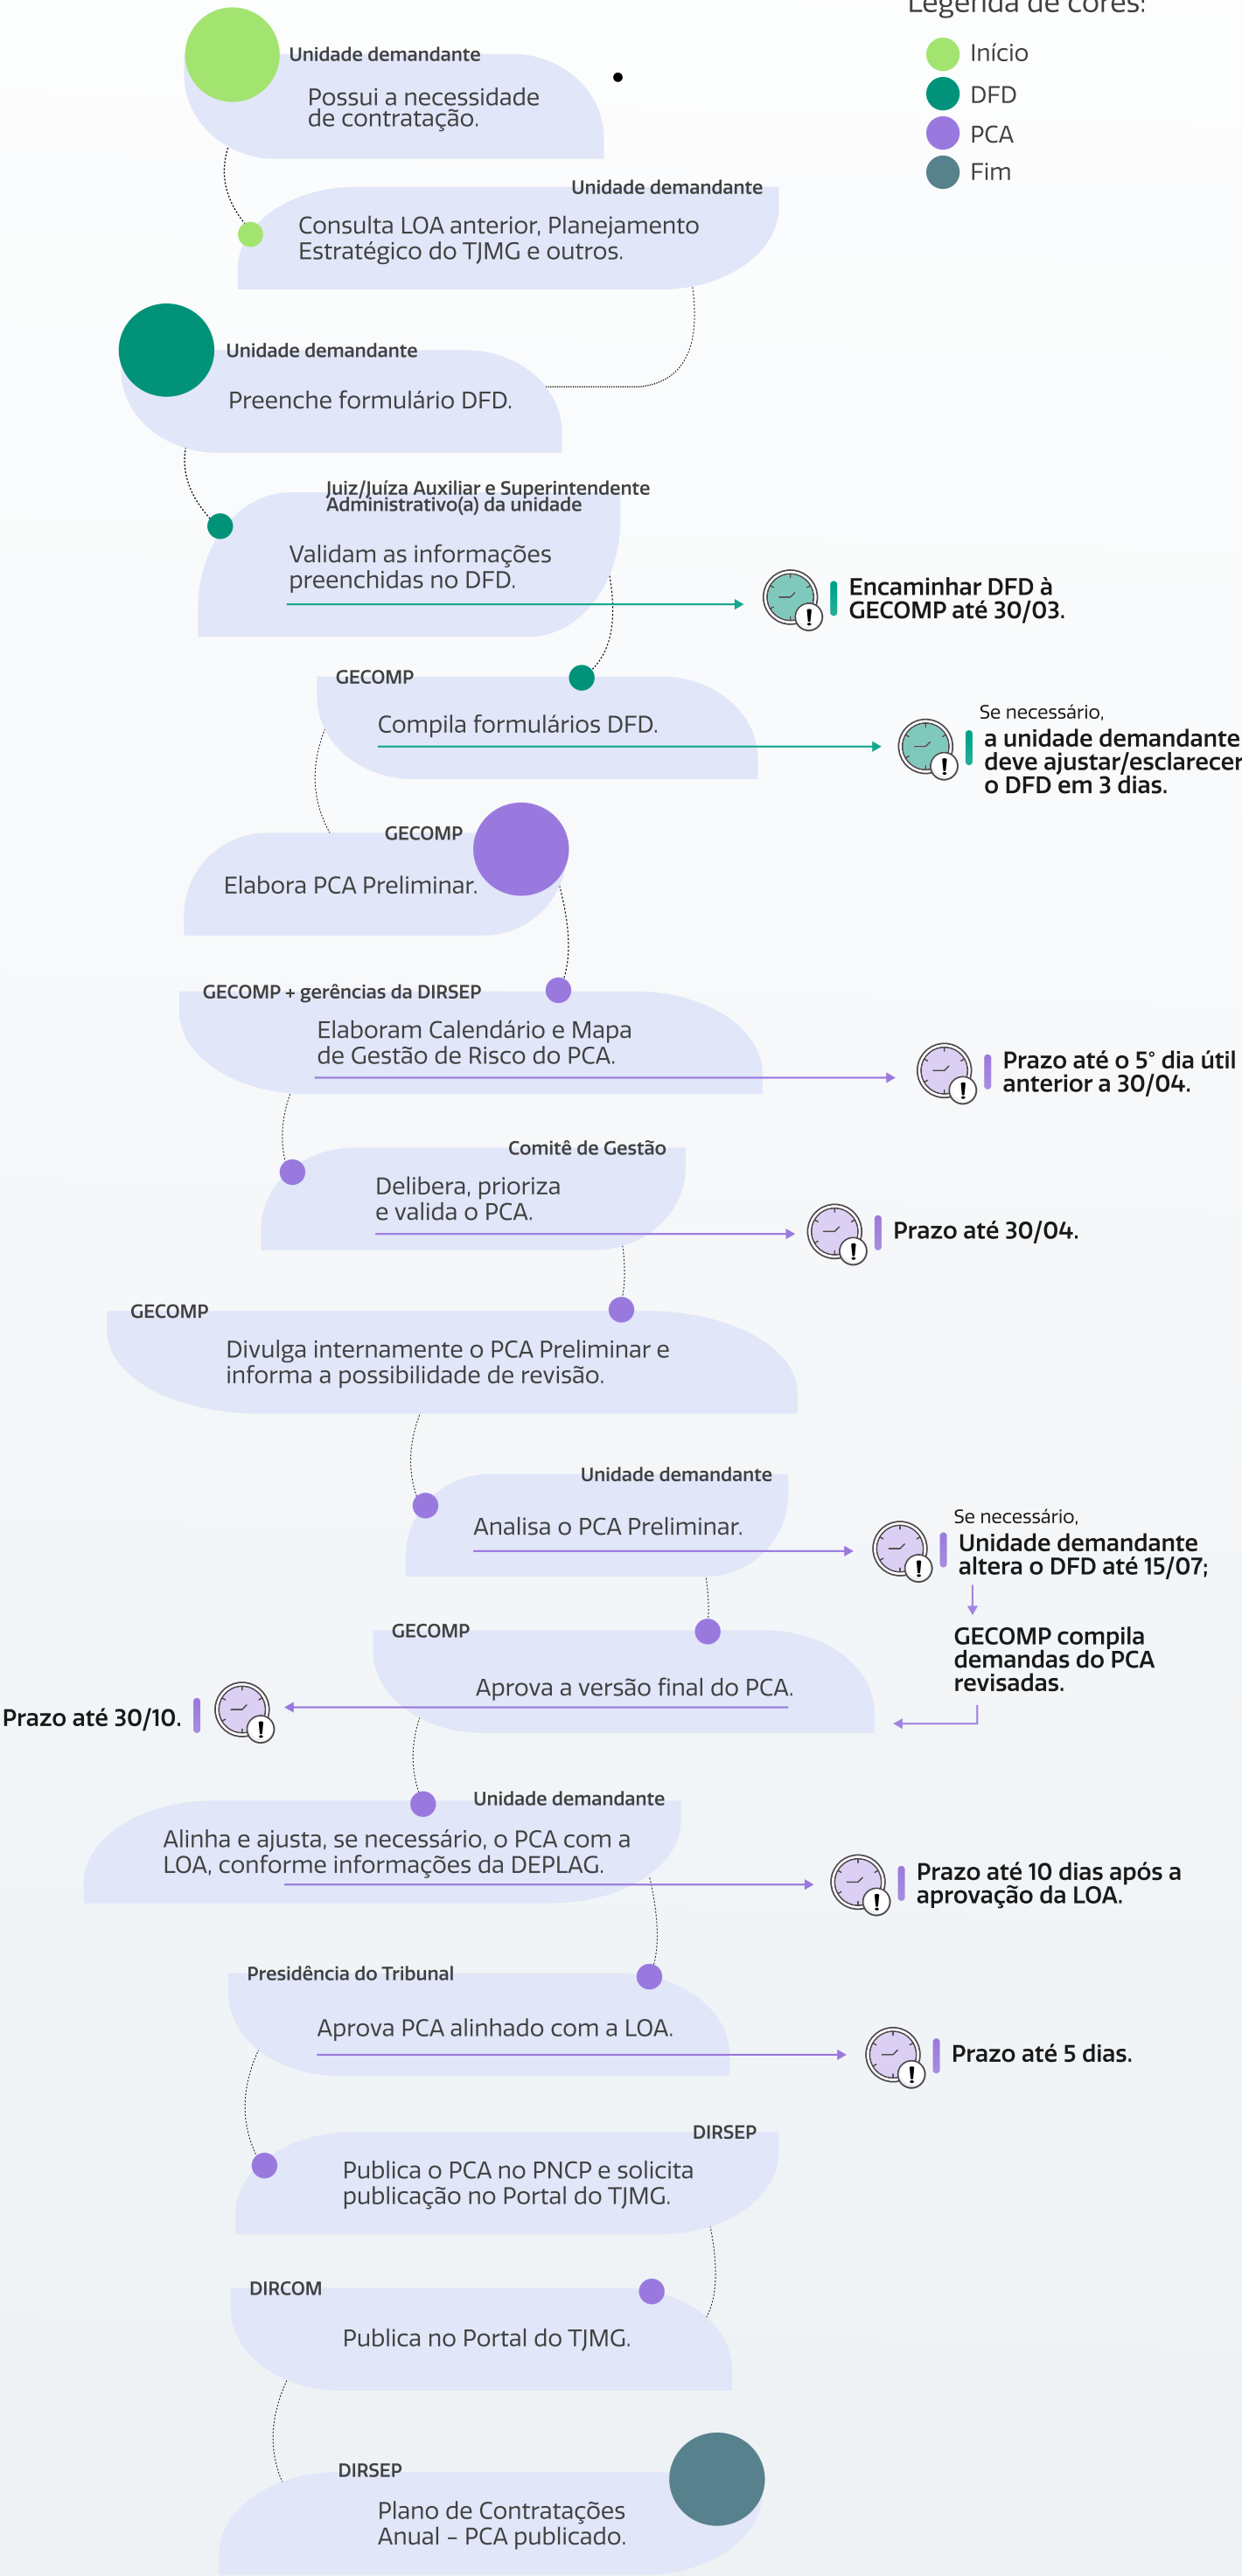 Legenda de cores:
Início
DFD
PCA
Fim
Unidade demandante
Possui a necessidade
de contratação.
Unidade demandante
Consulta LOA anterior, Planejamento
Estratégico do TJMG e outros.
Unidade demandante
Preenche formulário DFD.
Juiz/Juíza Auxiliar e Superintendente
Administrativo(a) da unidade
Validam as informações
preenchidas no DFD.
Encaminhar DFD à
GECOMP até 30/03.
GECOMP
Compila formulários DFD.
Se necessário,
a unidade demandante
deve ajustar/esclarecer
o DFD em 3 dias.
GECOMP
Elabora PCA Preliminar.
GECOMP + gerências da DIRSEP
Elaboram Calendário e Mapa
de Gestão de Risco do PCA.
Prazo até o 5° dia útil
anterior a 30/04.
Comitê de Gestão
Delibera, prioriza
e valida o PCA.
Prazo até 30/04.
GECOMP
Divulga internamente o PCA Preliminar e
informa a possibilidade de revisão.
Unidade demandante
Analisa o PCA Preliminar.
Se necessário,
Unidade demandante
altera o DFD até 15/07;
GECOMP compila
demandas do PCA
revisadas.
GECOMP
Aprova a versão final do PCA.
Prazo até 30/10.
Unidade demandante
Alinha e ajusta, se necessário, o PCA com a
LOA, conforme informações da DEPLAG.
Prazo até 10 dias após a
aprovação da LOA.
Presidência do Tribunal
Aprova PCA alinhado com a LOA.
Prazo até 5 dias.
DIRSEP
Publica o PCA no PNCP e solicita
publicação no Portal do TJMG.
DIRCOM
Publica no Portal do TJMG.
DIRSEP
Plano de Contratações
Anual - PCA publicado.